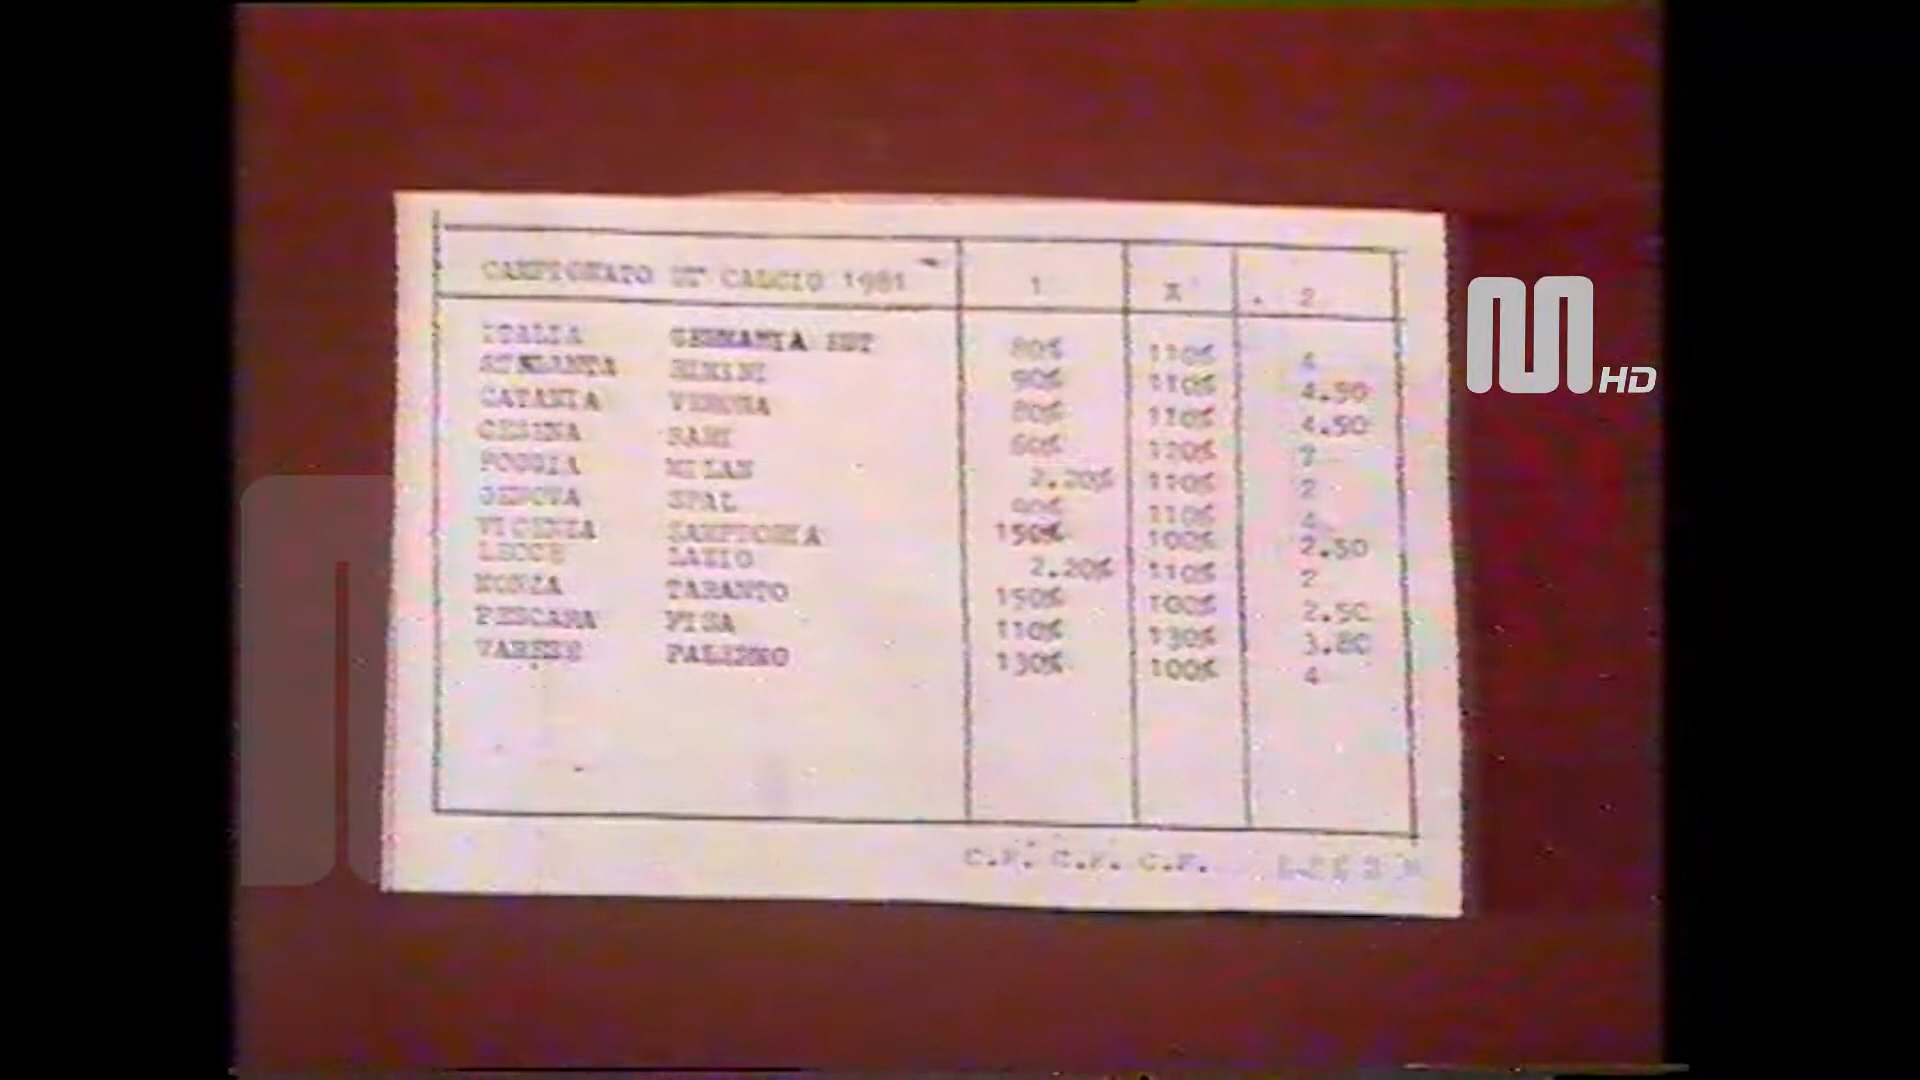 CAMPIONATO DI CALCIO 1981 1 X 2
ITALIA GERMANIA EST 80% 110% 4
ATALANTA RIMINI 90% 110% 4.50
CATANIA VERONA 80% 110% 4.50
CESENA BARI 60% 120% 7
FOGGIA MILAN 2.20% 110% 2
GENOVA SPAL 90% 110% 4
VICENZA SAMPDORIA 150% 100% 2.50
LECCE LAZIO 2.20% 110% 2
MONZA TARANTO 150% 100% 2.50
PESCARA PISA 110% 130% 3.80
VARESE PALERMO 130% 100% 4
C.F. C.F. C.F.
M HD